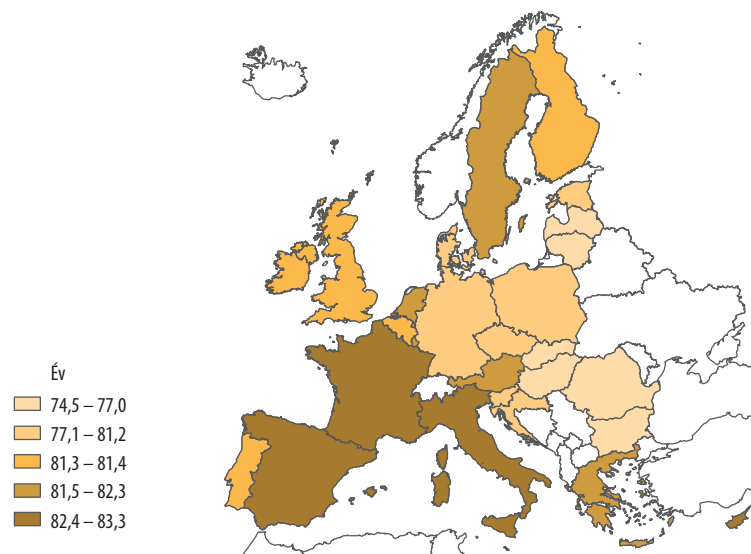 Év
74,5 – 77,0
77,1 – 81,2
81,3 – 81,4
81,5 – 82,3
82,4 – 83,3